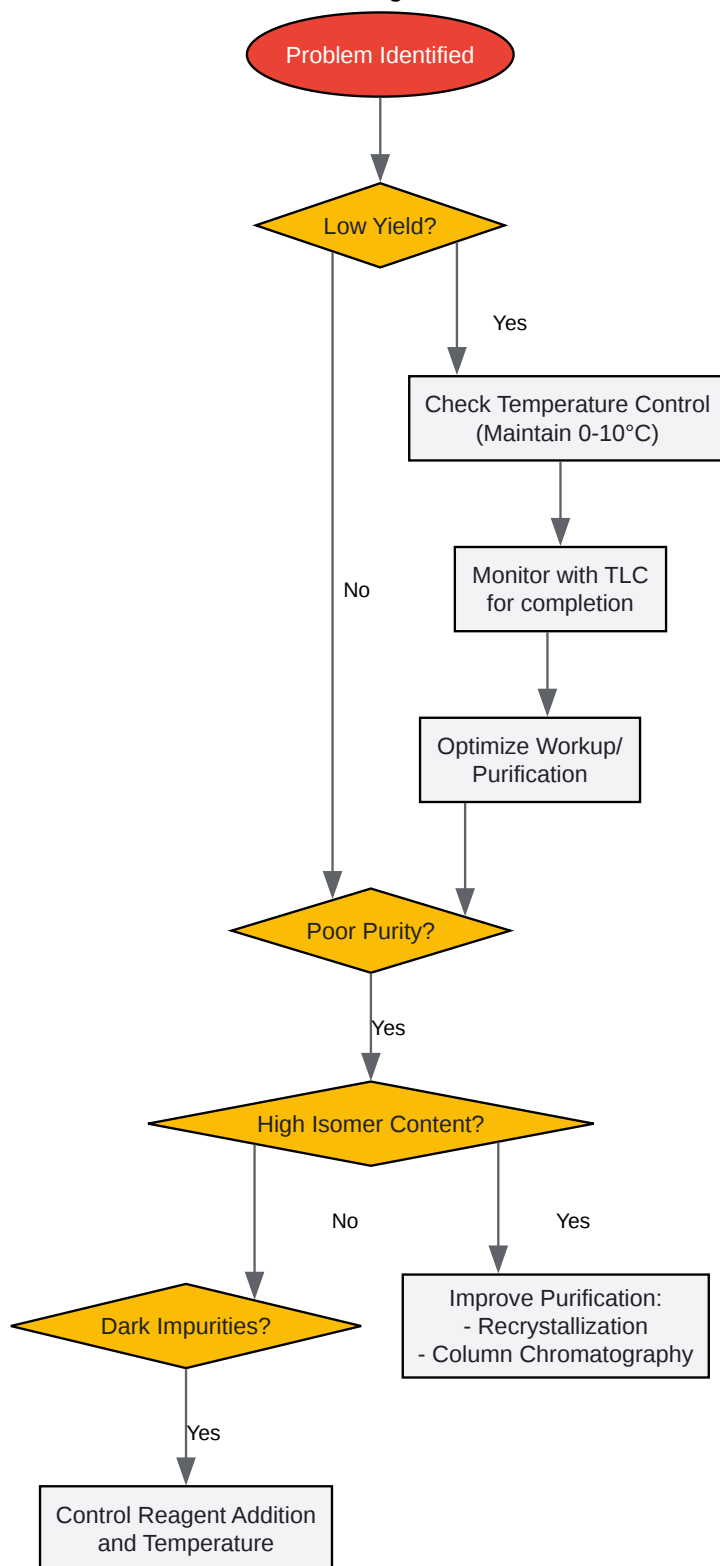 Problem Identified
Low Yield?
Yes
Check Temperature Control
(Maintain 0-10°C)
Monitor with TLC
for completion
No
Optimize Workup/
Purification
Poor Purity?
Yes
High Isomer Content?
No
Yes
Improve Purification:
- Recrystallization
- Column Chromatography
Dark Impurities?
Yes
Control Reagent Addition
and Temperature